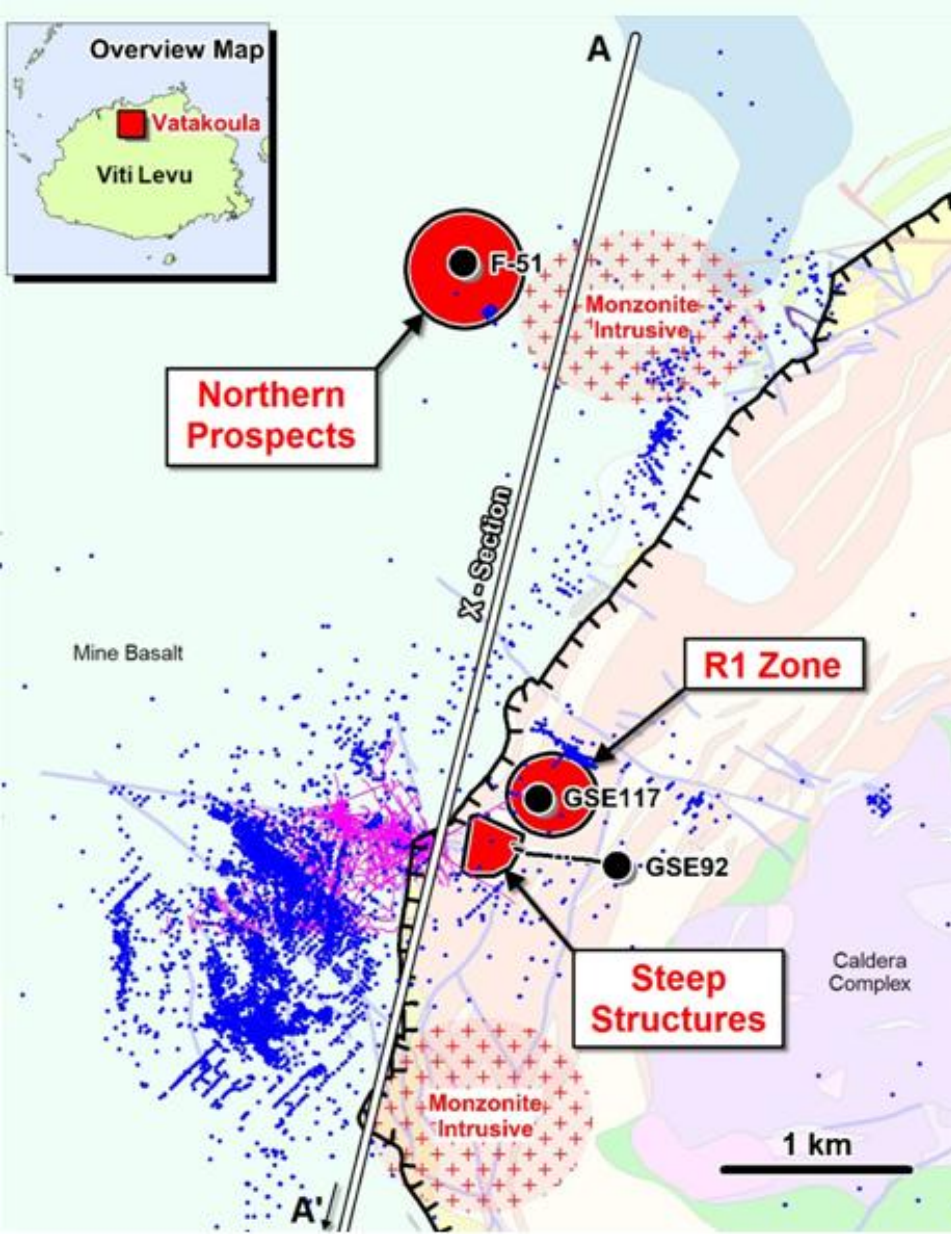 Overview Map
Vatakoula
Viti Levu
A
F-51
Monzonite
Intrusive
Northern
Prospects
X - Section
Mine Basalt
R1 Zone
GSE117
GSE92
Steep
Structures
Caldera
Complex
Monzonite
Intrusive
1 km
A'